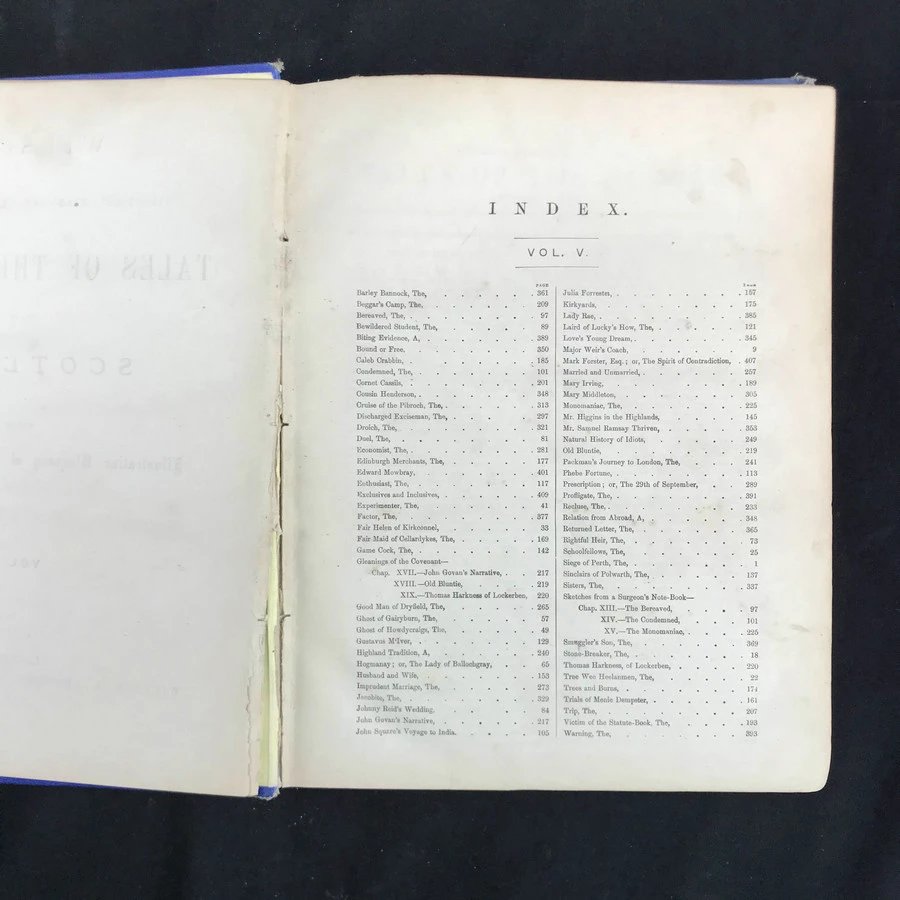 INDEX.
VOL. V.
PAGE
Barley Bannock, The, 361
Beggar's Camp, The, 209
Bereaved, The, 97
Bewildered Student, The, 89
Biting Evidence, A, 389
Bound or Free, 350
Caleb Crabbin, 185
Condemned, The, 101
Cornet Cassils, 201
Cousin Henderson, 348
Cruise of the Pibroch, The, 313
Discharged Exciseman, The, 297
Droich, The, 321
Duel, The, 81
Economist, The, 281
Edinburgh Merchants, The, 177
Edward Mowbray, 401
Enthusiast, The, 117
Exclusives and Inclusives, 409
Experimenter, The, 41
Factor, The, 377
Fair Helen of Kirkconnel, 33
Fair Maid of Cellardykes, The, 169
Game Cock, The, 142
Gleanings of the Covenant—
Chap. XVII.—John Govan's Narrative, 217
XVIII.—Old Bluntie, 219
XIX.—Thomas Harkness of Lockerben, 220
Good Man of Dryfield, The, 265
Ghost of Gairyburn, The, 57
Ghost of Howdycraigs, The, 49
Gustavus M'Iver, 129
Highland Tradition, A, 240
Hogmanay; or, The Lady of Ballochgray, 65
Husband and Wife, 153
Imprudent Marriage, The, 273
Jacobite, The, 329
Johnny Reid's Wedding, 84
John Govan's Narrative, 217
John Square's Voyage to India, 105
PAGE
Julia Forrester, 157
Kirkyards, 175
Lady Rae, 385
Laird of Lucky's How, The, 121
Love's Young Dream, 345
Major Weir's Coach, 9
Mark Forster, Esq.; or, The Spirit of Contradiction, 407
Married and Unmarried, 257
Mary Irving, 189
Mary Middleton, 305
Monomaniac, The, 225
Mr. Higgins in the Highlands, 145
Mr. Samuel Ramsay Thriven, 353
Natural History of Idiots, 249
Old Bluntie, 219
Packman's Journey to London, The, 241
Phebe Fortune, 113
Prescription; or, The 29th of September, 289
Profligate, The, 391
Recluse, The, 233
Relation from Abroad, A, 348
Returned Letter, The, 365
Rightful Heir, The, 73
Schoolfellows, The, 25
Siege of Perth, The, 1
Sinclairs of Polwarth, The, 137
Sisters, The, 337
Sketches from a Surgeon's Note-Book—
Chap. XIII.—The Bereaved, 97
XIV.—The Condemned, 101
XV.—The Monomaniac, 225
Smuggler's Son, The, 369
Stone-Breaker, The, 18
Thomas Harkness, of Lockerben, 220
Tree Wee Heelanmen, The, 22
Trees and Burns, 174
Trials of Menie Dempster, 161
Trip, The, 207
Victim of the Statute-Book, The, 193
Warning, The, 393